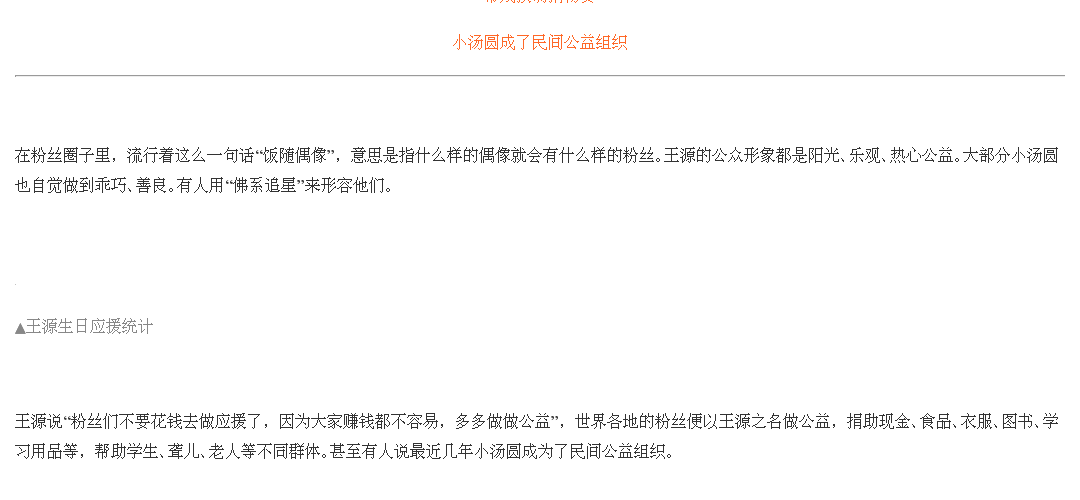 小汤圆成了民间公益组织
在粉丝圈子里，流行着这么一句话“饭随偶像”，意思是指什么样的偶像就会有什么样的粉丝。王源的公众形象都是阳光、乐观、热心公益。大部分小汤圆
也自觉做到乖巧、善良。有人用“佛系追星”来形容他们。
▲王源生日应援统计
王源说“粉丝们不要花钱去做应援了，因为大家赚钱都不容易，多多做做公益”，世界各地的粉丝便以王源之名做公益，捐助现金、食品、衣服、图书、学
习用品等，帮助学生、聋儿、老人等不同群体。甚至有人说最近几年小汤圆成为了民间公益组织。